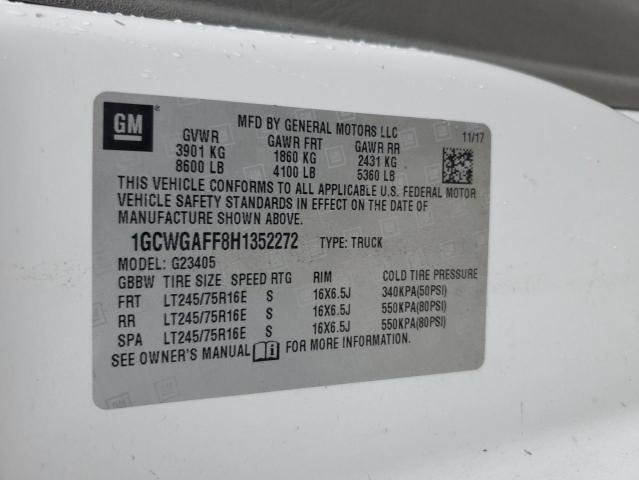 GM ®
MFD BY GENERAL MOTORS LLC 11/17
GVWR GAWR FRT GAWR RR
3901 KG 1860 KG 2431 KG
8600 LB 4100 LB 5360 LB
THIS VEHICLE CONFORMS TO ALL APPLICABLE U.S. FEDERAL MOTOR
VEHICLE SAFETY STANDARDS IN EFFECT ON THE DATE OF
MANUFACTURE SHOWN ABOVE.
1GCWGAFF8H1352272 TYPE: TRUCK
MODEL: G23405
GBBW TIRE SIZE SPEED RTG RIM COLD TIRE PRESSURE
FRT LT245/75R16E S 16X6.5J 340KPA(50PSI)
RR LT245/75R16E S 16X6.5J 550KPA(80PSI)
SPA LT245/75R16E S 16X6.5J 550KPA(80PSI)
SEE OWNER'S MANUAL FOR MORE INFORMATION.